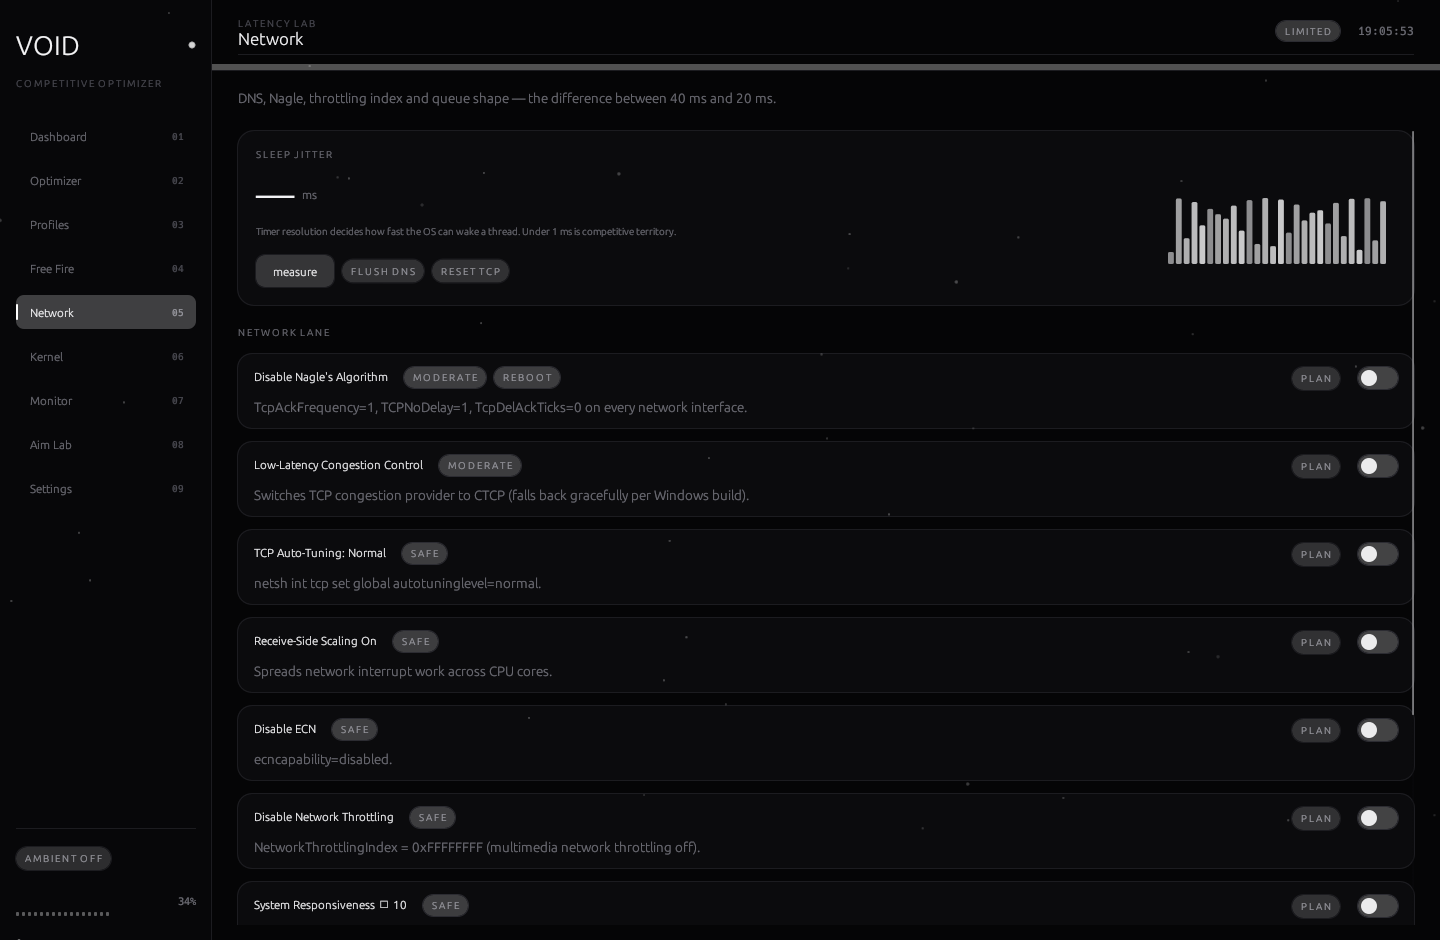 VOID
COMPETITIVE OPTIMIZER
Dashboard 01
Optimizer 02
Profiles 03
Free Fire 04
Network 05
Kernel 06
Monitor 07
Aim Lab 08
Settings 09
AMBIENT OFF
34%
LATENCY LAB
Network
LIMITED 19:05:53
DNS, Nagle, throttling index and queue shape — the difference between 40 ms and 20 ms.
SLEEP JITTER
— ms
Timer resolution decides how fast the OS can wake a thread. Under 1 ms is competitive territory.
measure FLUSH DNS RESET TCP
NETWORK LANE
Disable Nagle's Algorithm MODERATE REBOOT PLAN
TcpAckFrequency=1, TCPNoDelay=1, TcpDelAckTicks=0 on every network interface.
Low-Latency Congestion Control MODERATE PLAN
Switches TCP congestion provider to CTCP (falls back gracefully per Windows build).
TCP Auto-Tuning: Normal SAFE PLAN
netsh int tcp set global autotuninglevel=normal.
Receive-Side Scaling On SAFE PLAN
Spreads network interrupt work across CPU cores.
Disable ECN SAFE PLAN
ecncapability=disabled.
Disable Network Throttling SAFE PLAN
NetworkThrottlingIndex = 0xFFFFFFFF (multimedia network throttling off).
System Responsiveness □ 10 SAFE PLAN